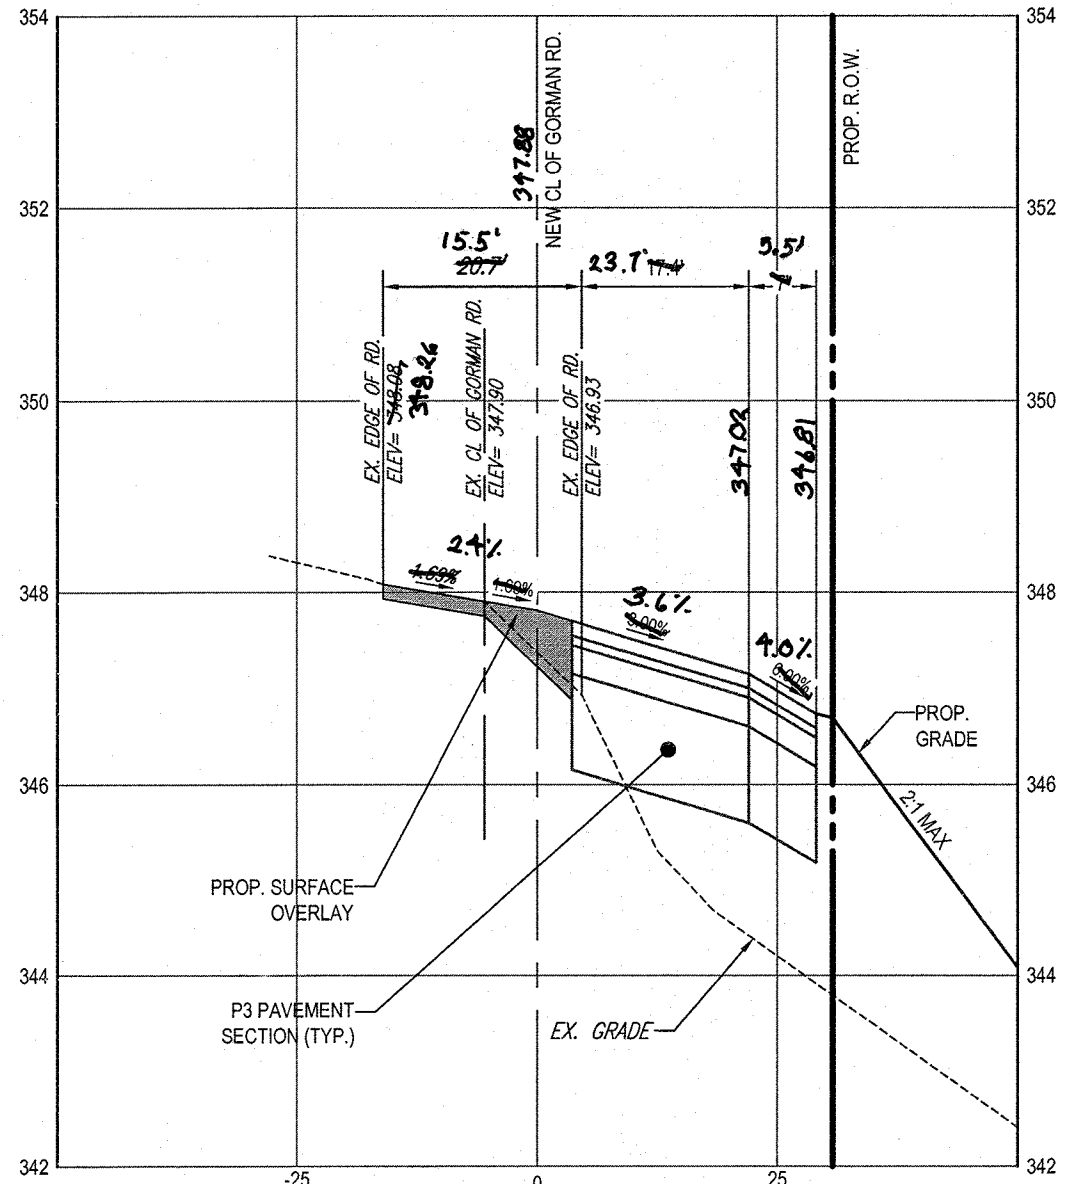 354
354
352
352
350
350
348
348
346
346
344
344
342
342
-25
0
25
347.88
NEW CL OF GORMAN RD.
PROP. R.O.W.
15.5'
20.7'
23.7'
17.4'
5.5'
7'
EX. EDGE OF RD.
ELEV= 348.08
348.26
EX. CL OF GORMAN RD.
ELEV= 347.90
EX. EDGE OF RD.
ELEV= 346.93
347.02
346.81
2.4%
1.69%
1.69%
3.6%
3.00%
4.0%
6.00%
PROP.
GRADE
2:1 MAX
PROP. SURFACE
OVERLAY
P3 PAVEMENT
SECTION (TYP.)
EX. GRADE